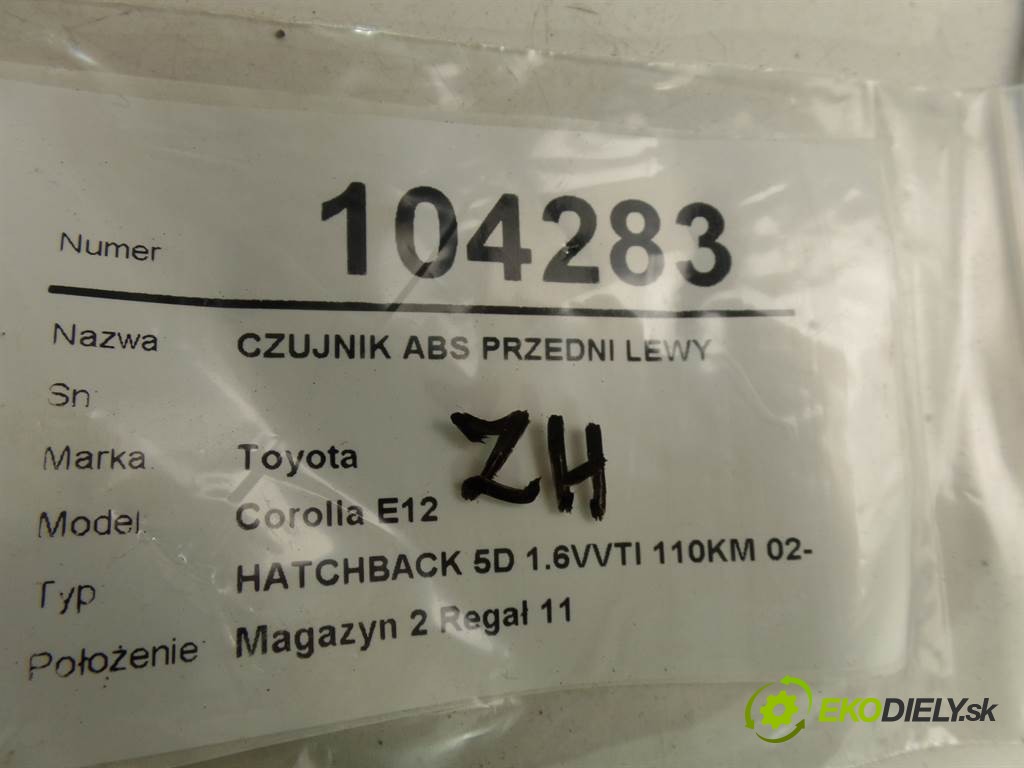 Numer 104283
Nazwa CZUJNIK ABS PRZEDNI LEWY
Sn
Marka Toyota
ZH
Model Corolla E12
Typ HATCHBACK 5D 1.6VVTI 110KM 02-
Położenie Magazyn 2 Regał 11
EKODIELY.sk